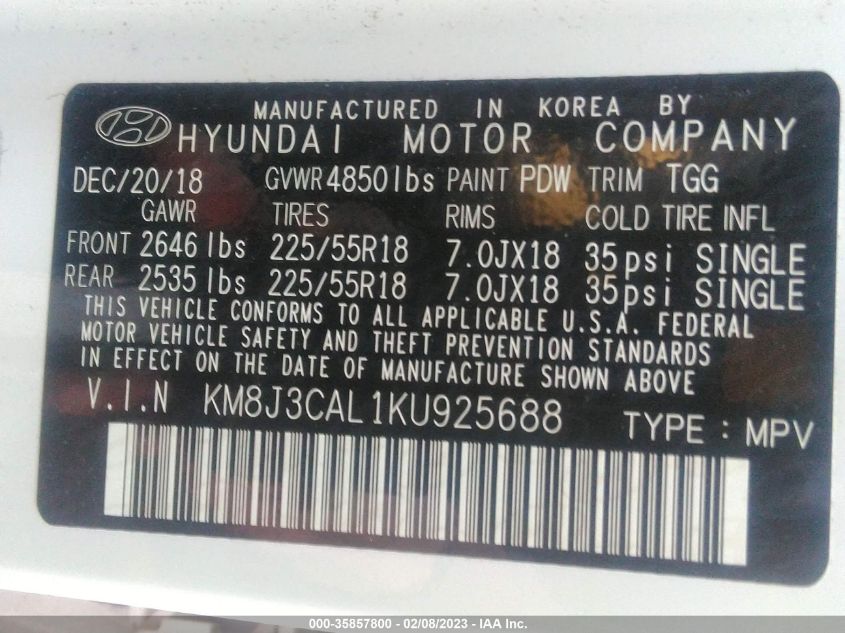 MANUFACTURED IN KOREA BY
HYUNDAI MOTOR COMPANY
DEC/20/18 GVWR 4850lbs PAINT PDW TRIM TGG
GAWR TIRES RIMS COLD TIRE INFL
FRONT 2646 lbs 225/55R18 7.0JX18 35psi SINGLE
REAR 2535 lbs 225/55R18 7.0JX18 35psi SINGLE
THIS VEHICLE CONFORMS TO ALL APPLICABLE U.S.A. FEDERAL
MOTOR VEHICLE SAFETY AND THEFT PREVENTION STANDARDS
IN EFFECT ON THE DATE OF MANUFACTURE SHOWN ABOVE
V.I.N KM8J3CAL1KU925688 TYPE : MPV
000-35857800 - 02/08/2023 - IAA Inc.